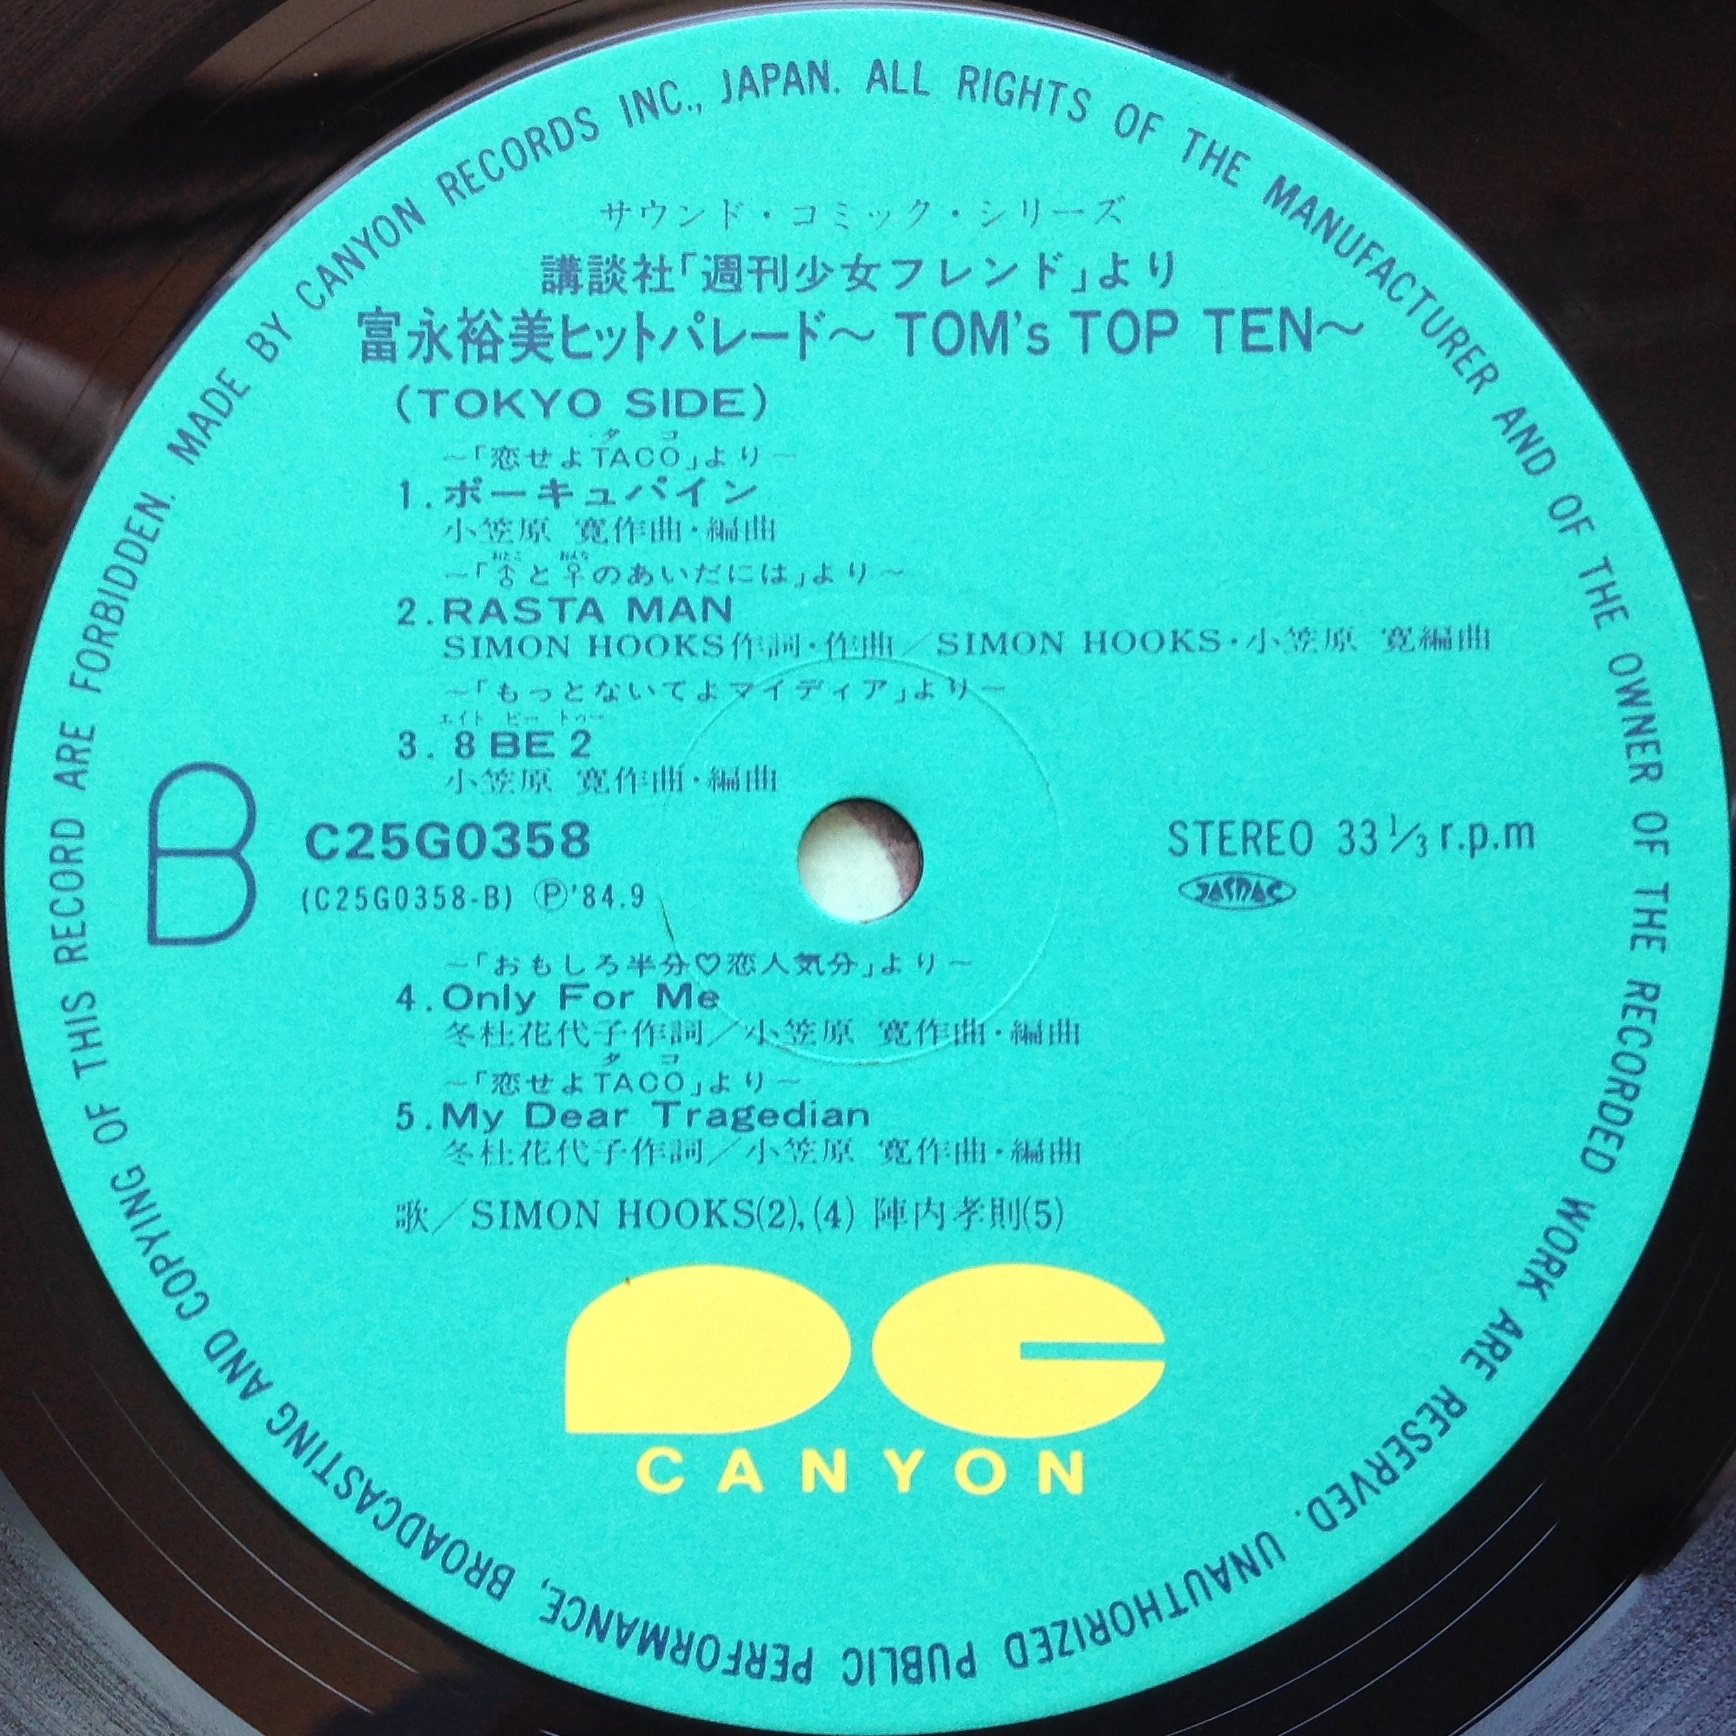 MADE BY CANYON RECORDS INC., JAPAN. ALL RIGHTS OF THE MANUFACTURER AND OF THE OWNER OF THE RECORDED WORK ARE RESERVED. UNAUTHORIZED PUBLIC PERFORMANCE, BROADCASTING AND COPYING OF THIS RECORD ARE FORBIDDEN.
サウンド・コミック・シリーズ
講談社「週刊少女フレンド」より
富永裕美ヒットパレード〜 TOM's TOP TEN〜
(TOKYO SIDE)
タ コ
〜「恋せよTACO」より〜
1.ポーキュパイン
小笠原 寛作曲・編曲
おとこ おんな
〜「♂と♀のあいだには」より〜
2.RASTA MAN
SIMON HOOKS作詞・作曲／SIMON HOOKS・小笠原 寛編曲
〜「もっとないてよマイディア」より〜
エイト ビー トゥー
3. 8 BE 2
小笠原 寛作曲・編曲
B
C25G0358
STEREO 33 1/3 r.p.m
(C25G0358-B) Ⓟ'84.9
JASRAC
〜「おもしろ半分♡恋人気分」より〜
4.Only For Me
冬杜花代子作詞／小笠原 寛作曲・編曲
タ コ
〜「恋せよTACO」より〜
5.My Dear Tragedian
冬杜花代子作詞／小笠原 寛作曲・編曲
歌／SIMON HOOKS(2),(4) 陣内孝則(5)
CANYON